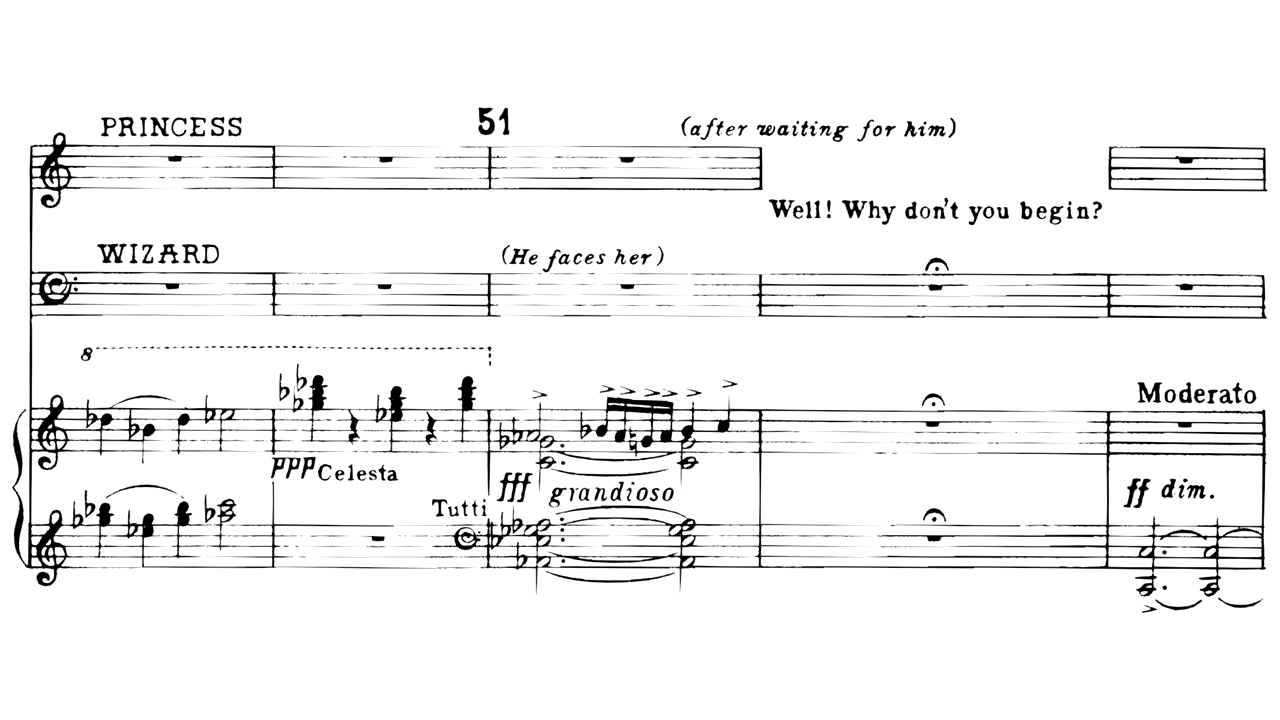 PRINCESS
51
(after waiting for him)
Well! Why don't you begin?
WIZARD
(He faces her)
8
Moderato
ppp Celesta
fff grandioso
ff dim.
Tutti